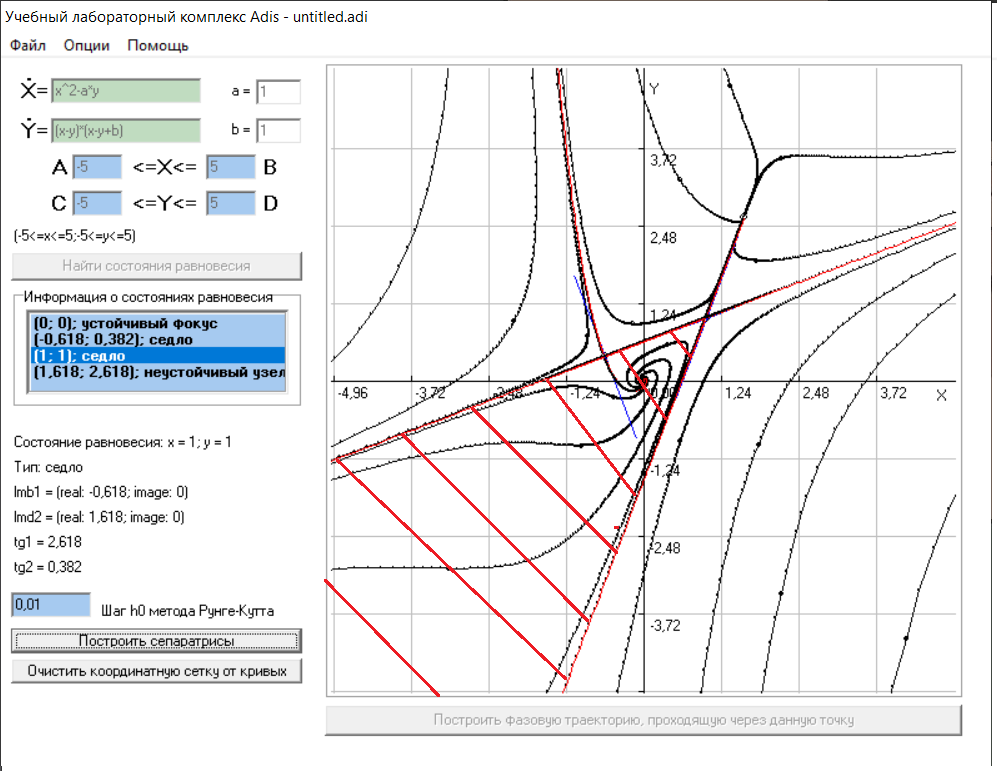 Учебный лабораторный комплекс Adis - untitled.adi
Файл Опции Помощь
Ẋ= x^2-a*y a = 1
Ẏ= (x-y)*(x-y+b) b = 1
A -5 <=X<= 5 B
C -5 <=Y<= 5 D
(-5<=x<=5;-5<=y<=5)
Найти состояния равновесия
Информация о состояниях равновесия
(0; 0); устойчивый фокус
(-0,618; 0,382); седло
(1; 1); седло
(1,618; 2,618); неустойчивый узел
Состояние равновесия: x = 1; y = 1
Тип: седло
lmb1 = (real: -0,618; image: 0)
lmd2 = (real: 1,618; image: 0)
tg1 = 2,618
tg2 = 0,382
0,01 Шаг h0 метода Рунге-Кутта
Построить сепаратрисы
Очистить координатную сетку от кривых
Y
3,72
2,48
1,24
-4,96 -3,72 -2,48 -1,24 0,00 1,24 2,48 3,72 X
-1,24
-2,48
-3,72
Построить фазовую траекторию, проходящую через данную точку